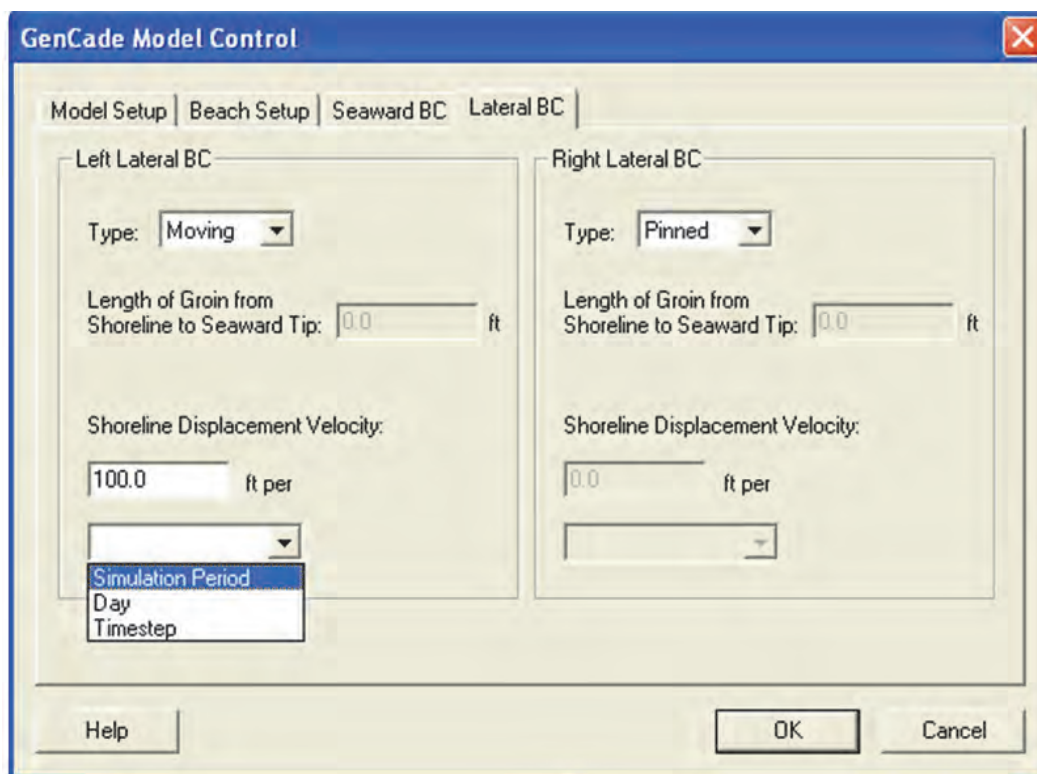 GenCade Model Control
Model Setup Beach Setup Seaward BC Lateral BC
Left Lateral BC
Type: Moving
Length of Groin from
Shoreline to Seaward Tip: 0.0 ft
Shoreline Displacement Velocity:
100.0 ft per
Simulation Period
Day
Timestep
Right Lateral BC
Type: Pinned
Length of Groin from
Shoreline to Seaward Tip: 0.0 ft
Shoreline Displacement Velocity:
0.0 ft per
Help OK Cancel